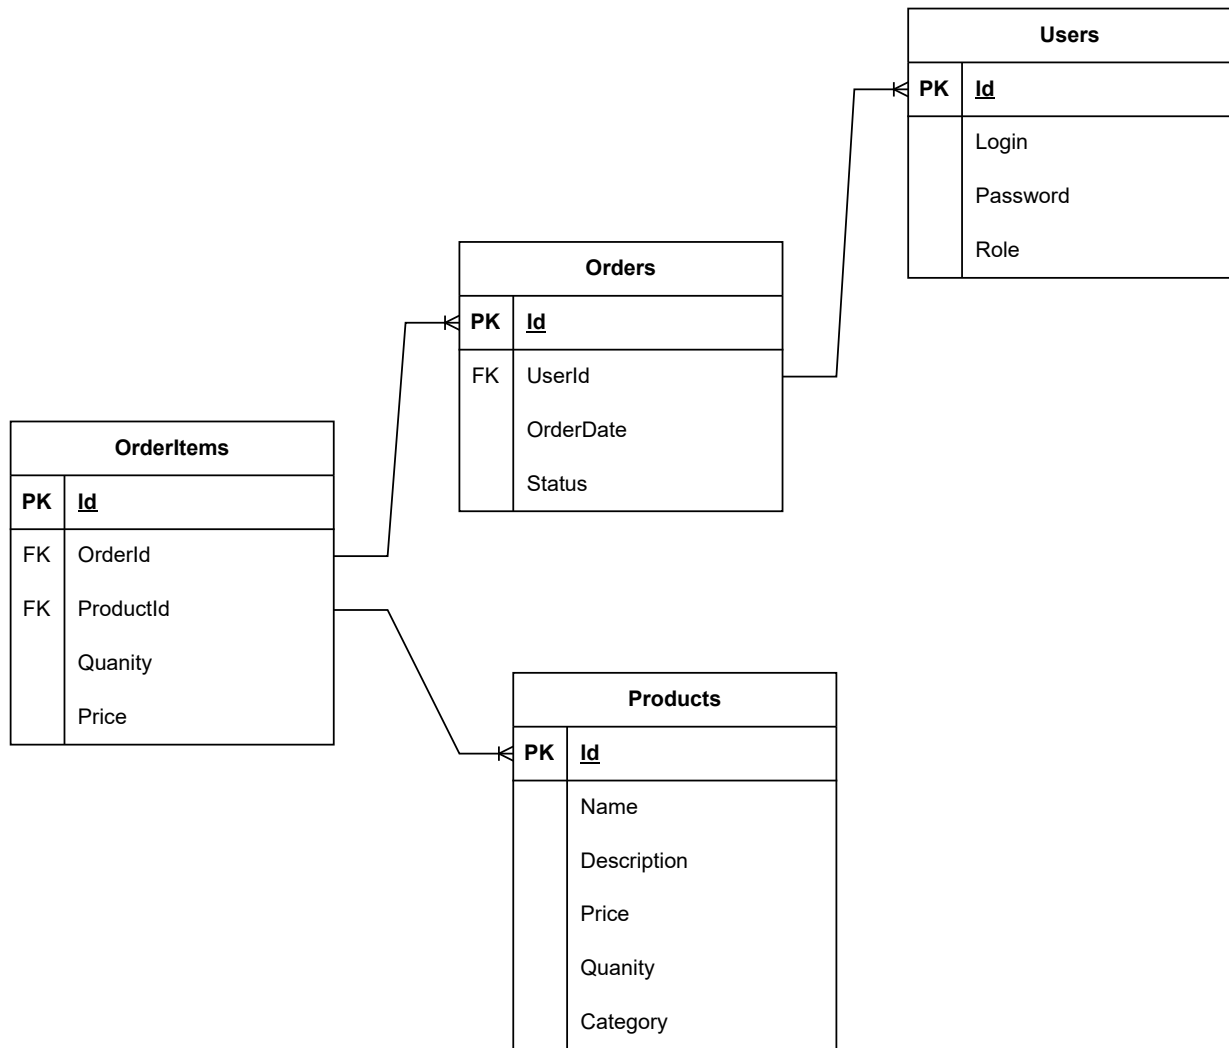 Users
PK Id
Login
Password
Role
Orders
PK Id
FK UserId
OrderDate
Status
OrderItems
PK Id
FK OrderId
FK ProductId
Quanity
Price
Products
PK Id
Name
Description
Price
Quanity
Category